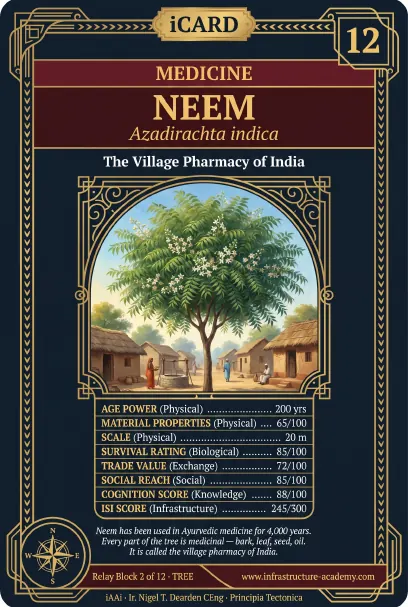 iCARD
12
MEDICINE
NEEM
Azadirachta indica
The Village Pharmacy of India
AGE POWER (Physical) ...................... 200 yrs
MATERIAL PROPERTIES (Physical) .... 65/100
SCALE (Physical) .................................. 20 m
SURVIVAL RATING (Biological) ......... 85/100
TRADE VALUE (Exchange) ................. 72/100
SOCIAL REACH (Social) ...................... 85/100
COGNITION SCORE (Knowledge) ....... 88/100
ISI SCORE (Infrastructure) ................ 245/300
Neem has been used in Ayurvedic medicine for 4,000 years.
Every part of the tree is medicinal — bark, leaf, seed, oil.
It is called the village pharmacy of India.
N
W E
S
Relay Block 2 of 12 · TREE www.infrastructure-academy.com
iAAi · Ir. Nigel T. Dearden CEng · Principia Tectonica